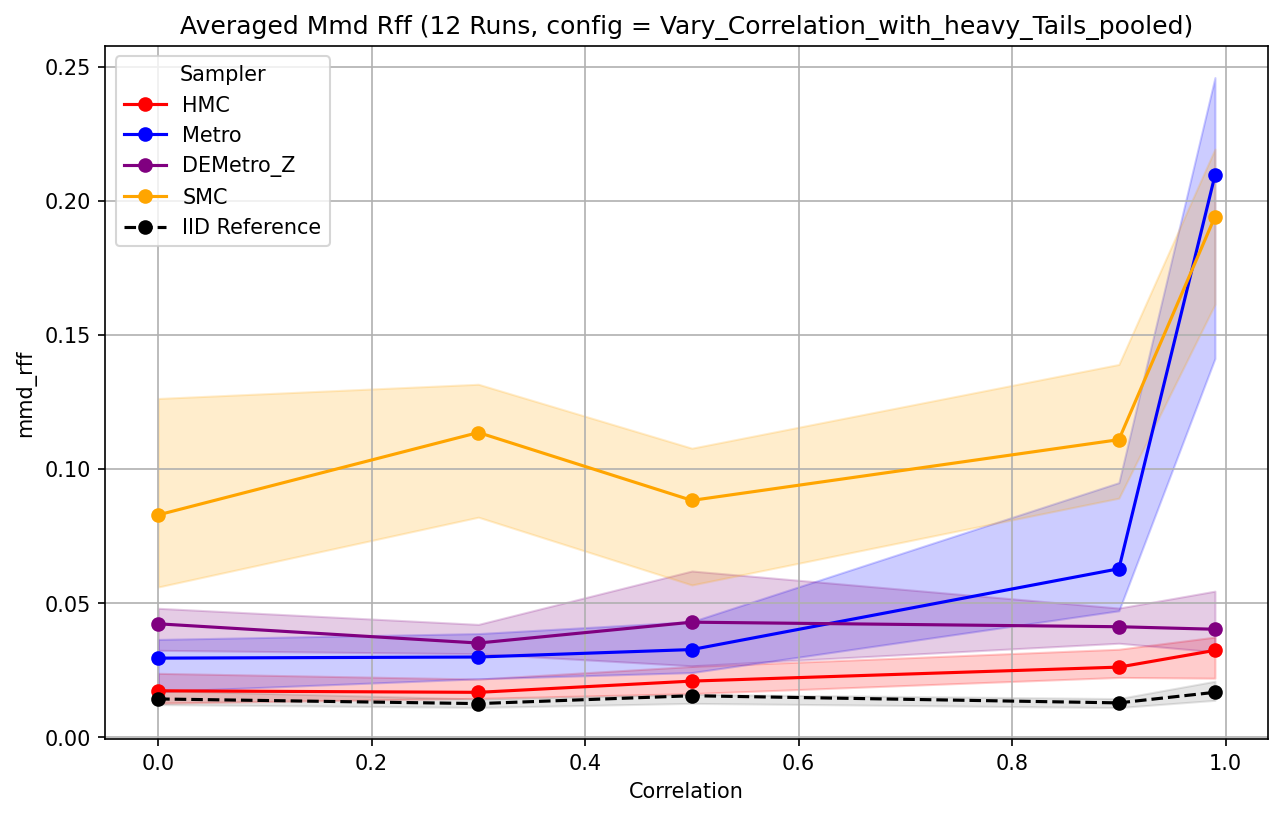 Averaged Mmd Rff (12 Runs, config = Vary_Correlation_with_heavy_Tails_pooled)
Sampler
HMC
Metro
DEMetro_Z
SMC
IID Reference
mmd_rff
0.25
0.20
0.15
0.10
0.05
0.00
0.0 0.2 0.4 0.6 0.8 1.0
Correlation